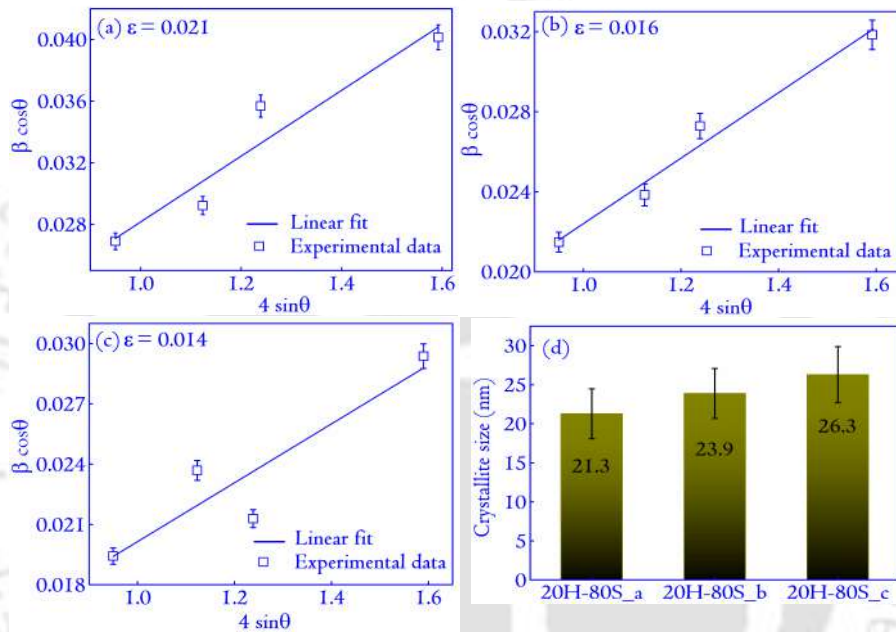 (a) ε = 0.021
0.040
0.036
0.032
0.028
β cosθ
Linear fit
Experimental data
1.0 1.2 1.4 1.6
4 sinθ
(b) ε = 0.016
0.032
0.028
0.024
0.020
β cosθ
Linear fit
Experimental data
1.0 1.2 1.4 1.6
4 sinθ
(c) ε = 0.014
0.030
0.027
0.024
0.021
0.018
β cosθ
Linear fit
Experimental data
1.0 1.2 1.4 1.6
4 sinθ
(d)
30
25
20
15
10
5
0
Crystallite size (nm)
21.3 23.9 26.3
20H-80S_a 20H-80S_b 20H-80S_c